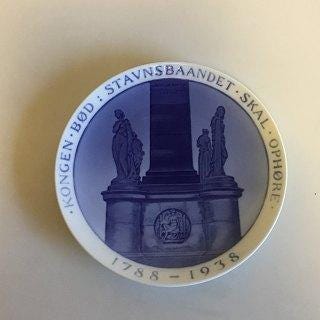 · KONGEN · BØD : STAVNSBAANDET · SKAL · OPHØRE ·
1788 – 1938